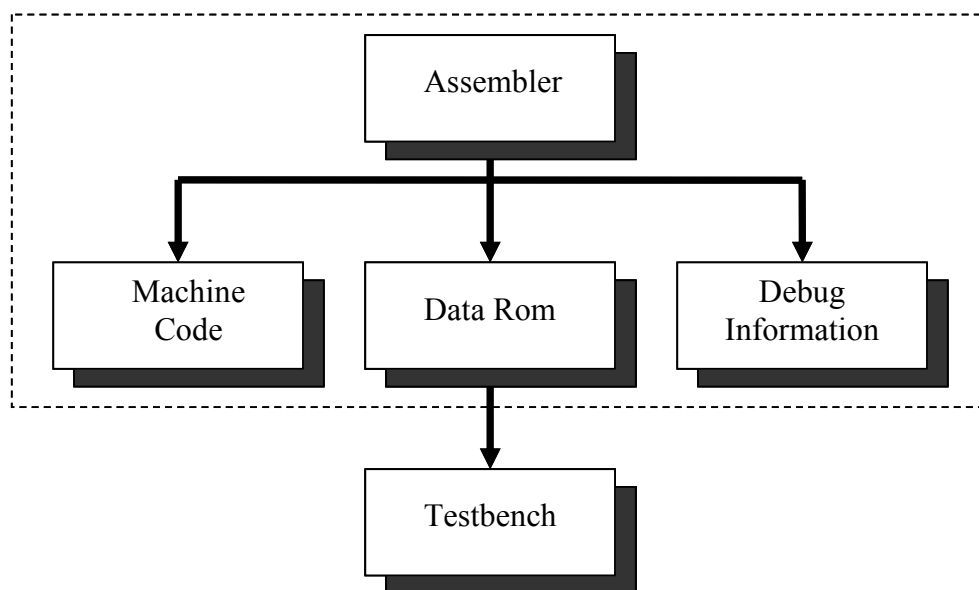 Assembler
Machine
Code
Data Rom
Debug
Information
Testbench